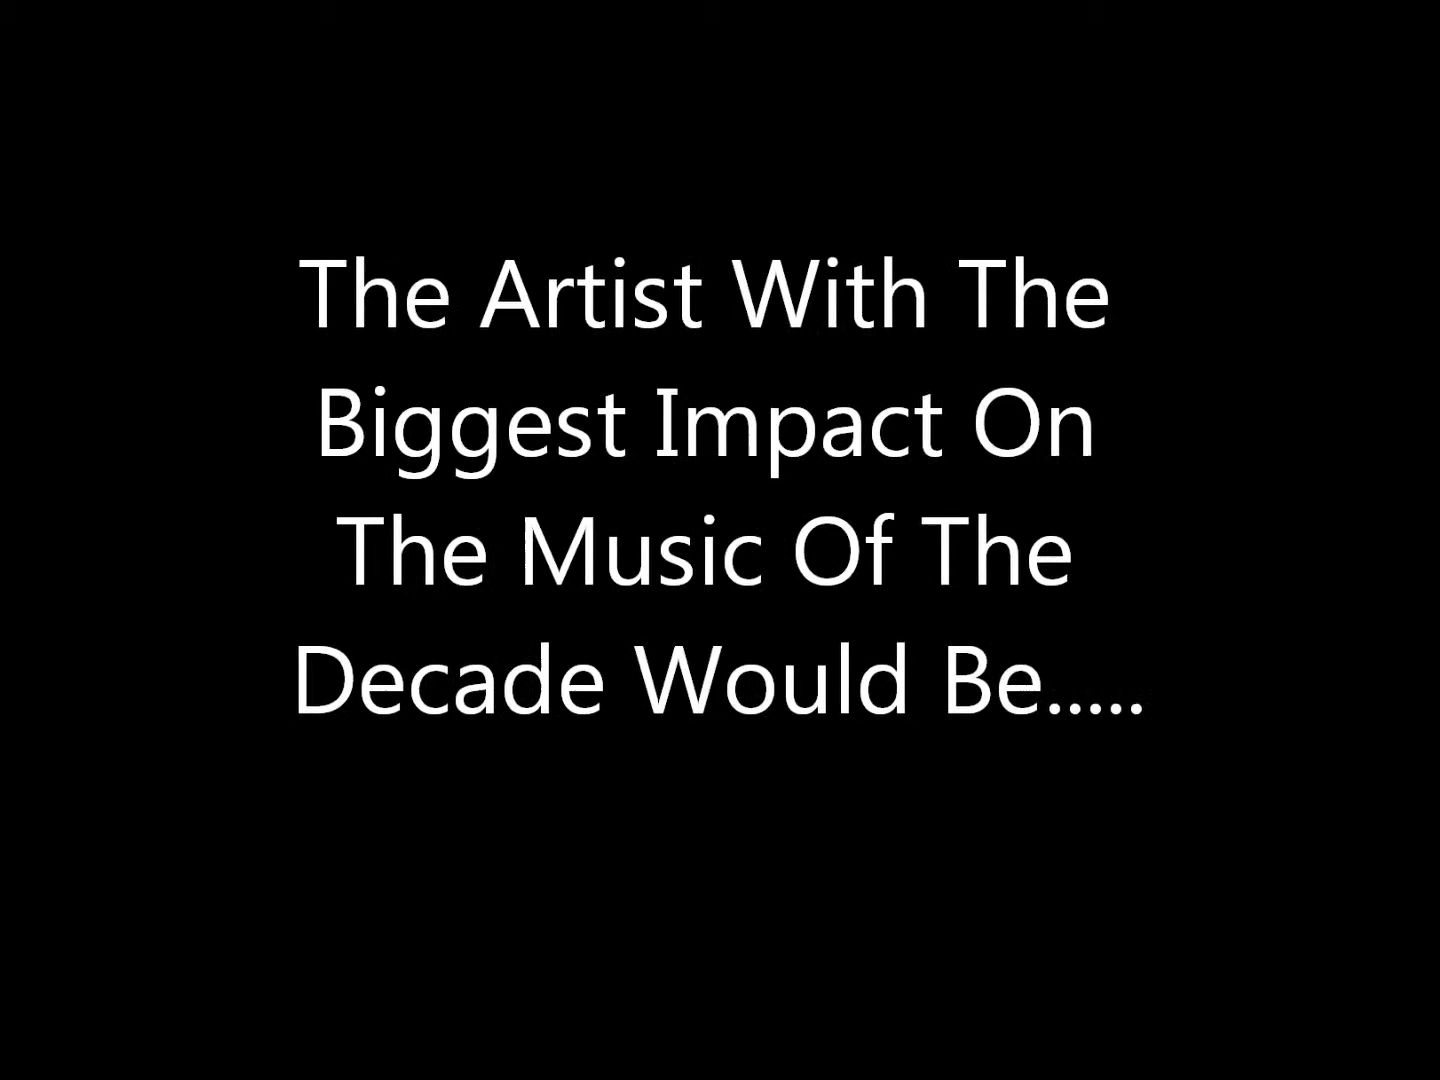 The Artist With The
Biggest Impact On
The Music Of The
Decade Would Be.....